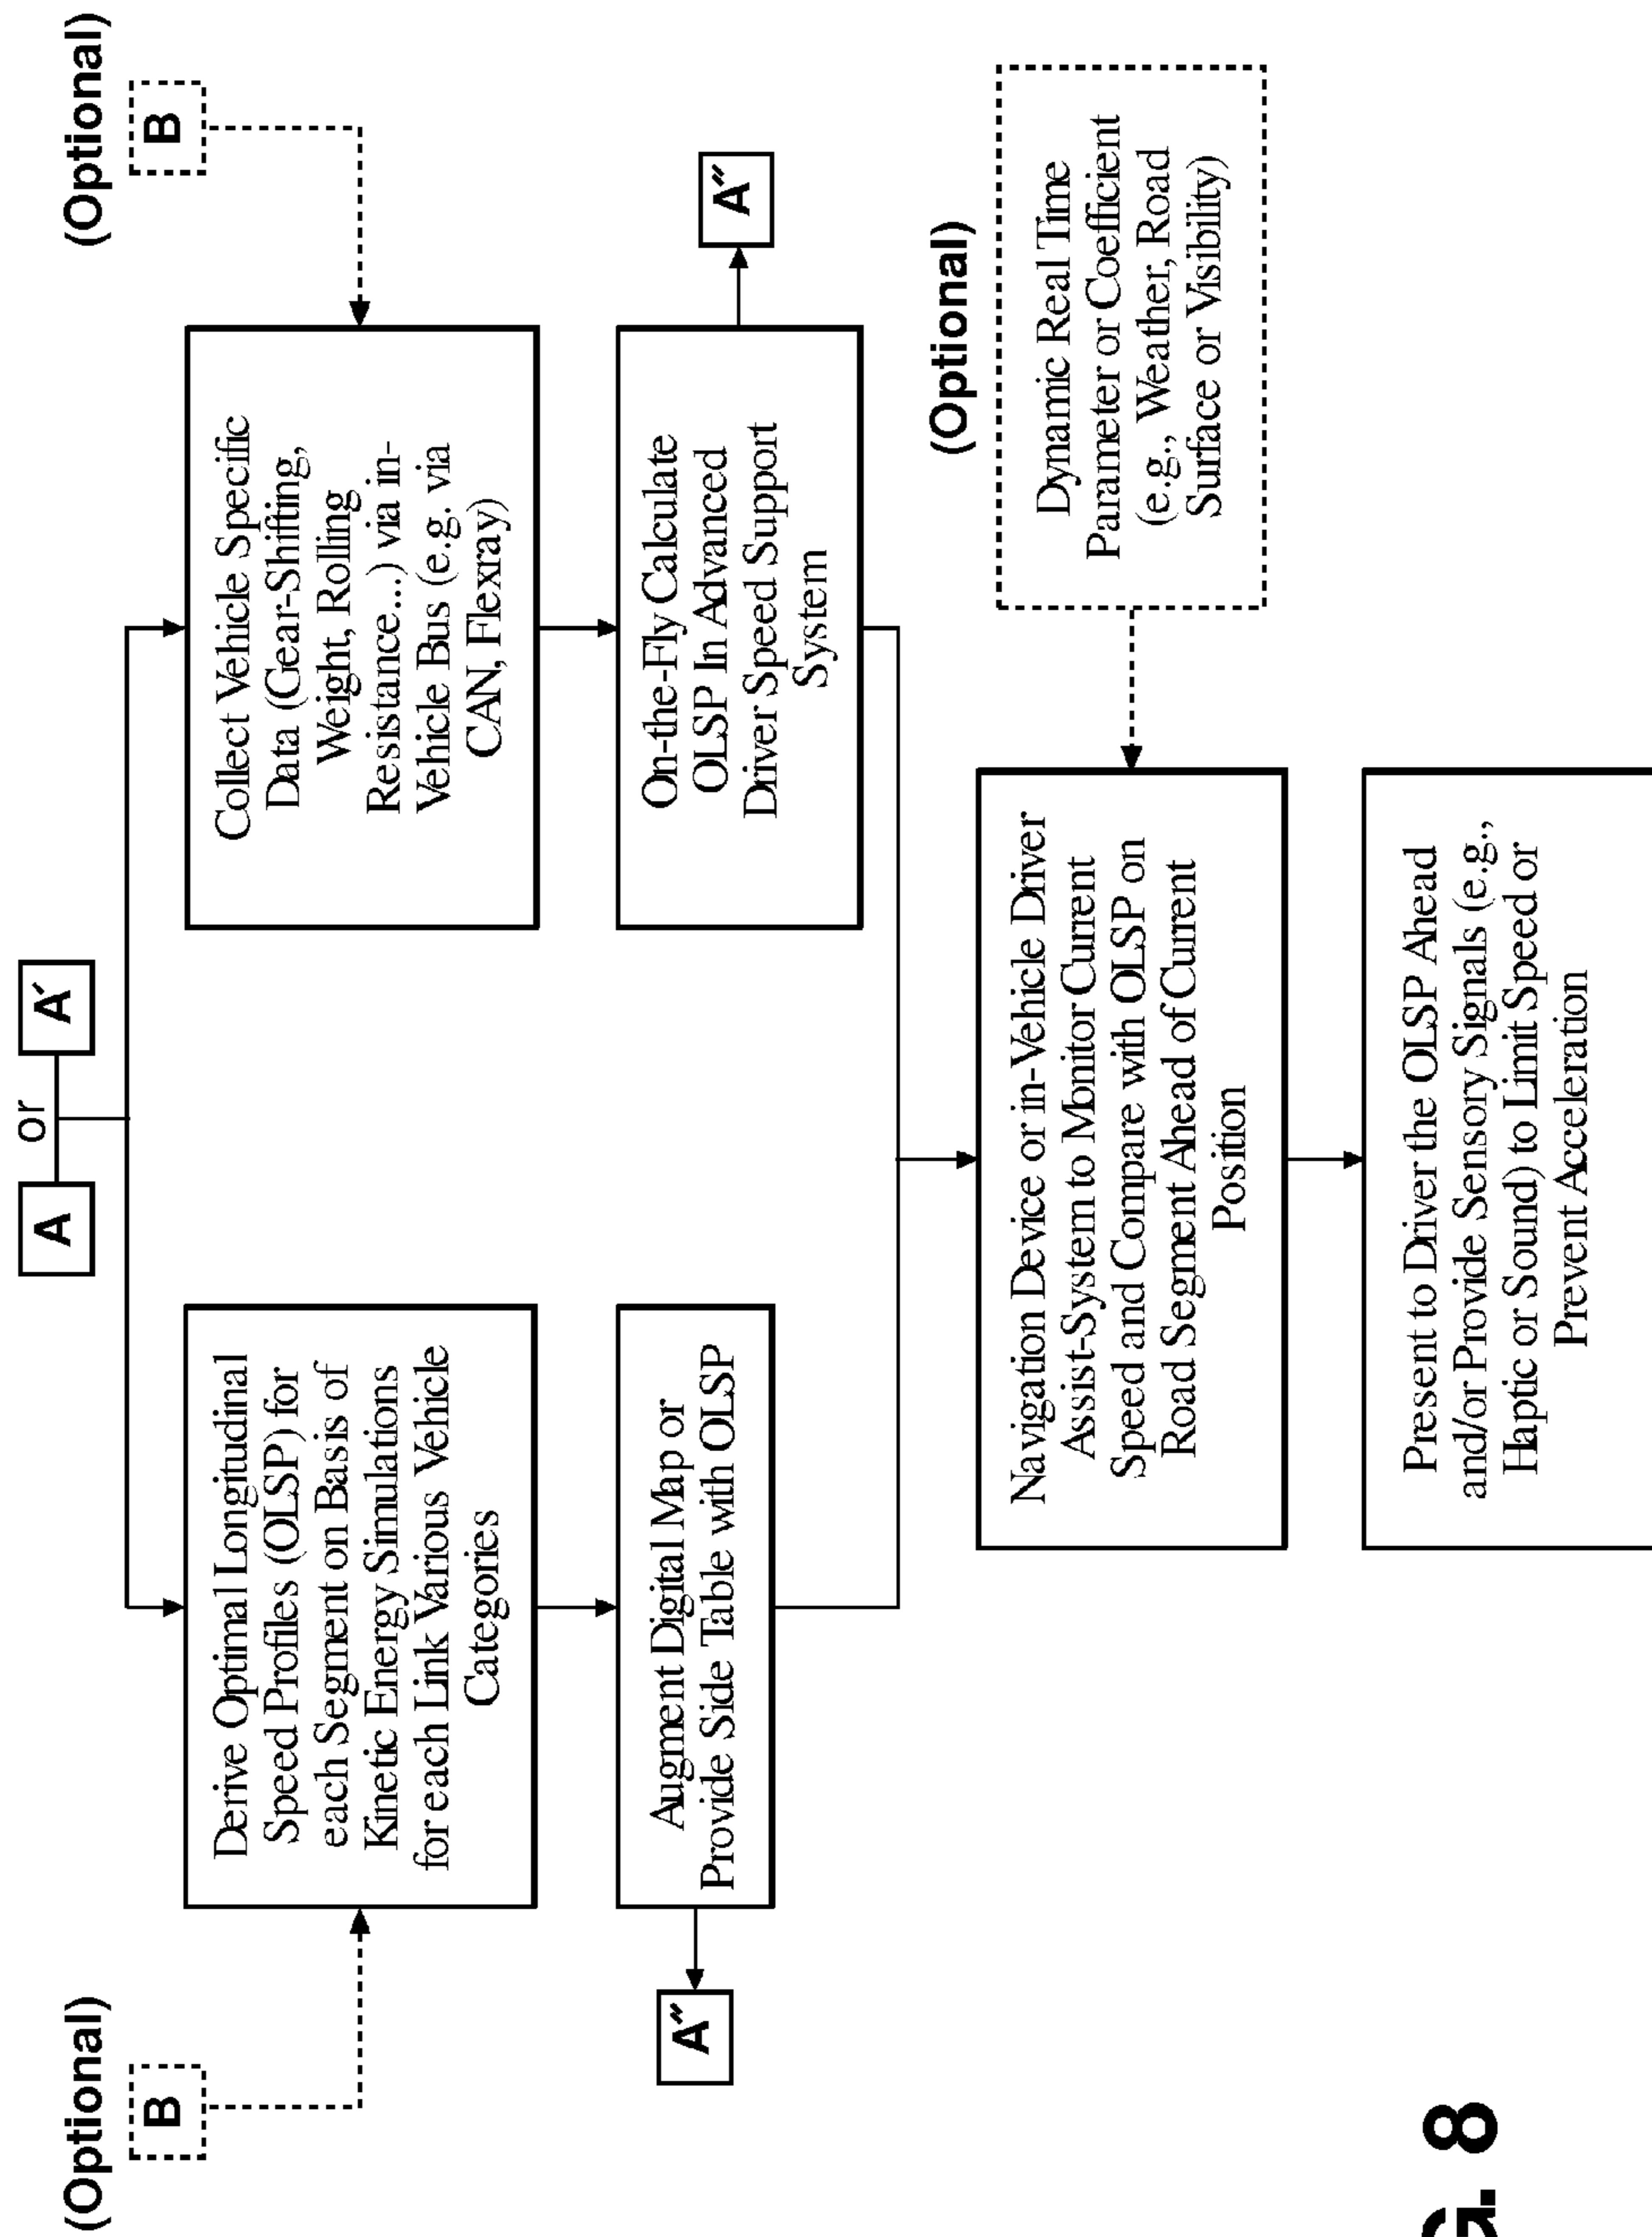 A or A′
(Optional)
B
(Optional)
B
Derive Optimal Longitudinal
Speed Profiles (OLSP) for
each Segment on Basis of
Kinetic Energy Simulations
for each Link Various Vehicle
Categories
Collect Vehicle Specific
Data (Gear-Shifting,
Weight, Rolling
Resistance...) via in-
Vehicle Bus (e.g. via
CAN, Flexray)
A″
Augment Digital Map or
Provide Side Table with OLSP
On-the-Fly Calculate
OLSP In Advanced
Driver Speed Support
System
A″
Navigation Device or in-Vehicle Driver
Assist-System to Monitor Current
Speed and Compare with OLSP on
Road Segment Ahead of Current
Position
(Optional)
Dynamic Real Time
Parameter or Coefficient
(e.g., Weather, Road
Surface or Visibility)
Present to Driver the OLSP Ahead
and/or Provide Sensory Signals (e.g.,
Haptic or Sound) to Limit Speed or
Prevent Acceleration
G. 8